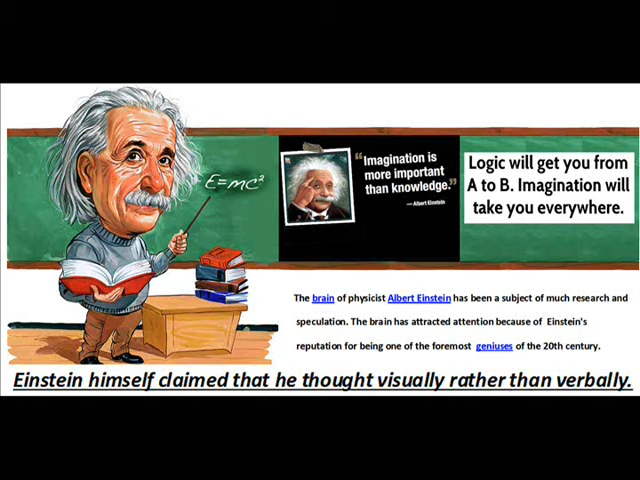 E=mc²
“Imagination is
more important
than knowledge.”
— Albert Einstein
Logic will get you from
A to B. Imagination will
take you everywhere.
The brain of physicist Albert Einstein has been a subject of much research and
speculation. The brain has attracted attention because of Einstein's
reputation for being one of the foremost geniuses of the 20th century.
Einstein himself claimed that he thought visually rather than verbally.